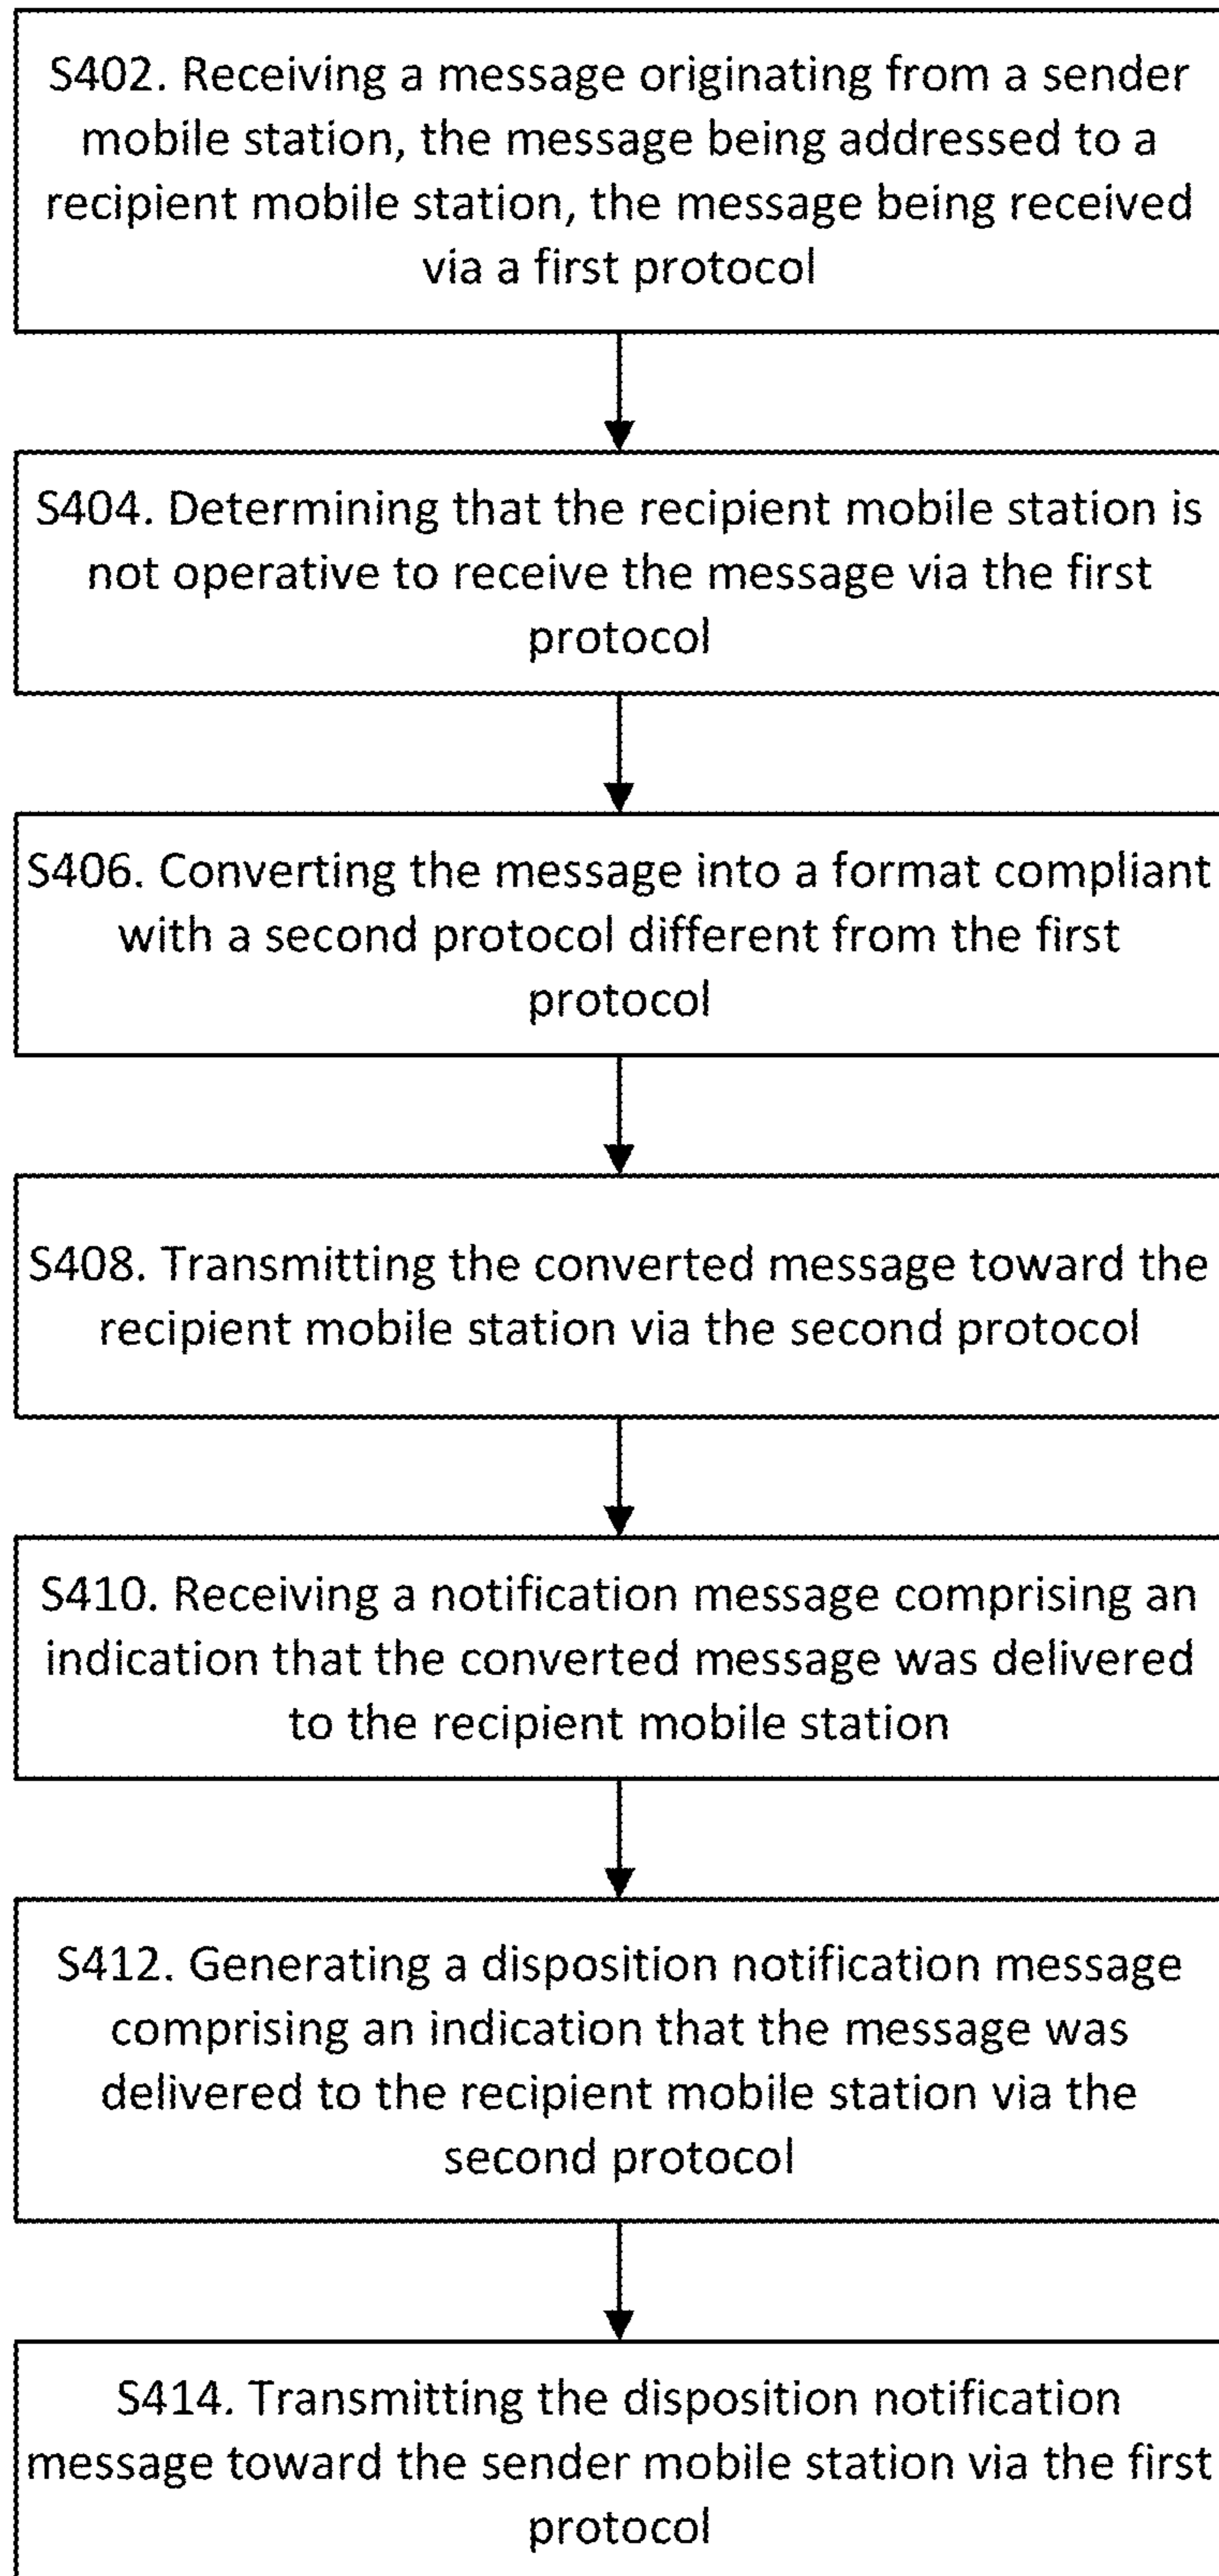 S402. Receiving a message originating from a sender
mobile station, the message being addressed to a
recipient mobile station, the message being received
via a first protocol
S404. Determining that the recipient mobile station is
not operative to receive the message via the first
protocol
S406. Converting the message into a format compliant
with a second protocol different from the first
protocol
S408. Transmitting the converted message toward the
recipient mobile station via the second protocol
S410. Receiving a notification message comprising an
indication that the converted message was delivered
to the recipient mobile station
S412. Generating a disposition notification message
comprising an indication that the message was
delivered to the recipient mobile station via the
second protocol
S414. Transmitting the disposition notification
message toward the sender mobile station via the first
protocol